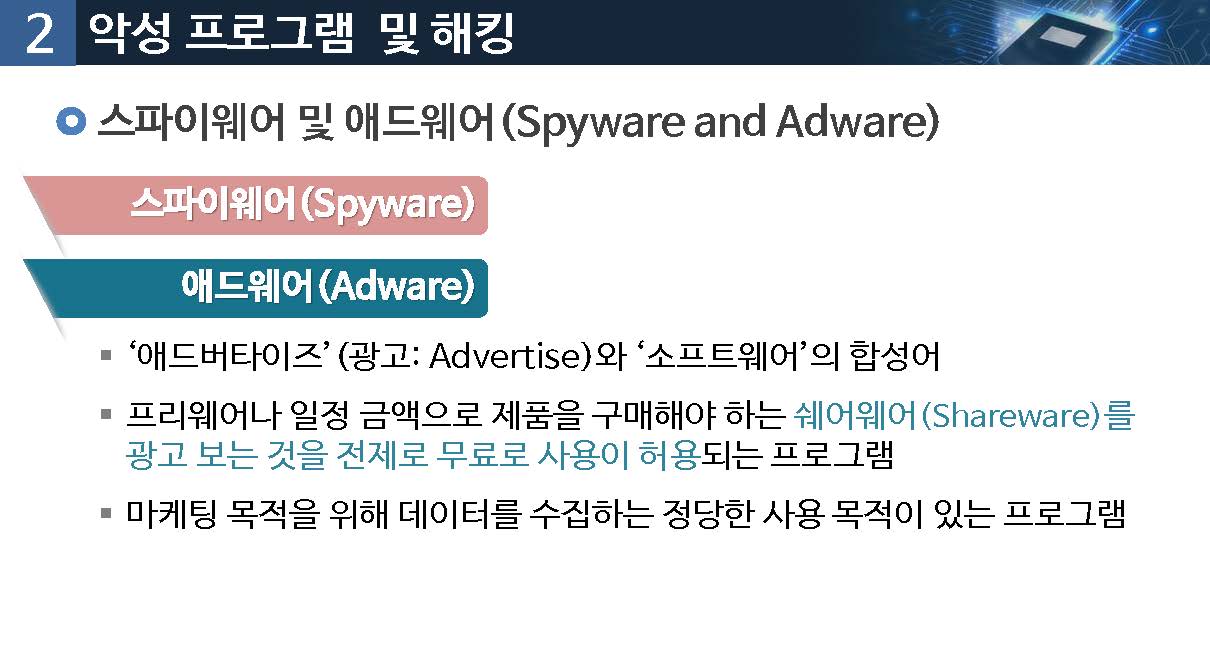 2 악성 프로그램 및 해킹
스파이웨어 및 애드웨어(Spyware and Adware)
스파이웨어(Spyware)
애드웨어(Adware)
▪ ‘애드버타이즈’(광고: Advertise)와 ‘소프트웨어’의 합성어
▪ 프리웨어나 일정 금액으로 제품을 구매해야 하는 쉐어웨어(Shareware)를
광고 보는 것을 전제로 무료로 사용이 허용되는 프로그램
▪ 마케팅 목적을 위해 데이터를 수집하는 정당한 사용 목적이 있는 프로그램